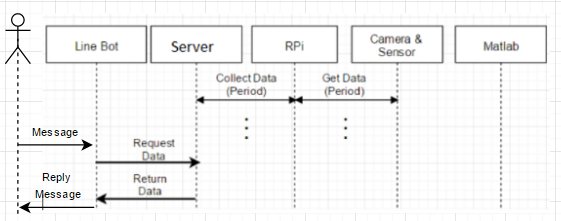 Line Bot
Server
RPi
Camera &
Sensor
Matlab
Collect Data
(Period)
Get Data
(Period)
Message
Request
Data
Return
Data
Reply
Message